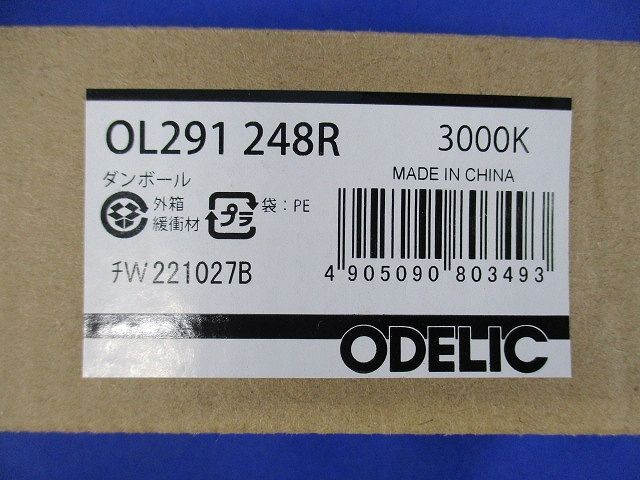 OL291 248R 3000K
MADE IN CHINA
ダンボール
外箱
緩衝材
プラ
袋:PE
4 905090 803493
ﾁW221027B
ODELIC